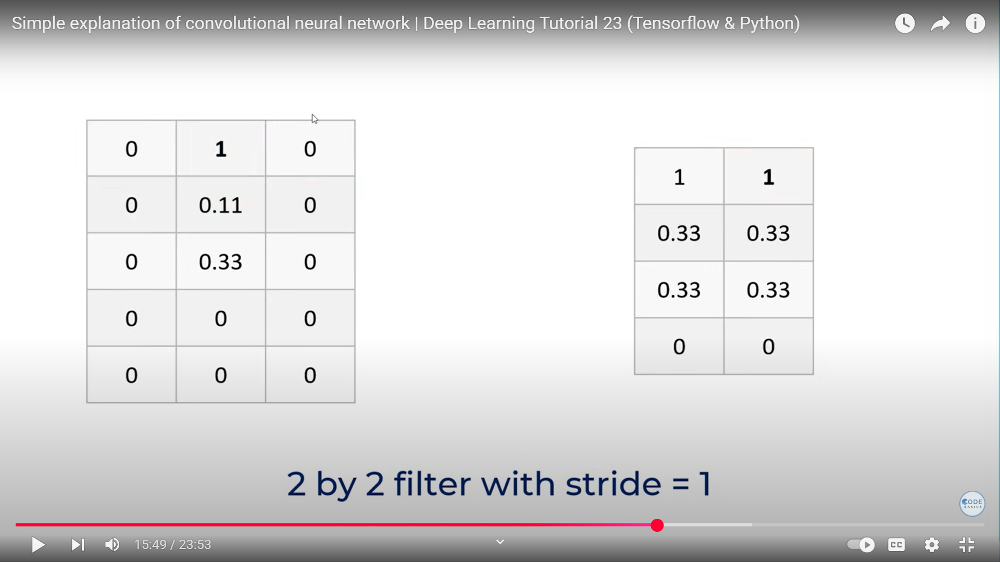 Simple explanation of convolutional neural network | Deep Learning Tutorial 23 (Tensorflow & Python)
0 1 0
0 0.11 0
0 0.33 0
0 0 0
0 0 0
1 1
0.33 0.33
0.33 0.33
0 0
2 by 2 filter with stride = 1
CODE
BASICS
15:49 / 23:53
CC